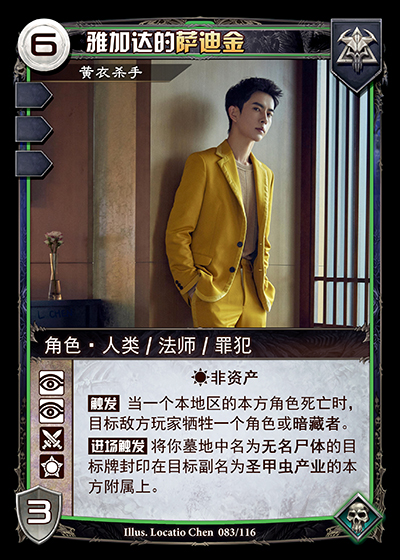 6
雅加达的萨迪金
黄衣杀手
角色·人类/法师/罪犯
非资产
触发 当一个本地区的本方角色死亡时，
目标敌方玩家牺牲一个角色或暗藏者。
进场触发 将你墓地中名为无名尸体的目
标牌封印在目标副名为圣甲虫产业的本
方附属上。
3
Illus. Locatio Chen 083/116